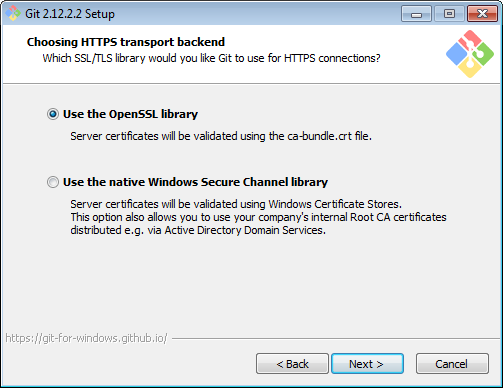 Git 2.12.2.2 Setup
Choosing HTTPS transport backend
Which SSL/TLS library would you like Git to use for HTTPS connections?
Use the OpenSSL library
Server certificates will be validated using the ca-bundle.crt file.
Use the native Windows Secure Channel library
Server certificates will be validated using Windows Certificate Stores.
This option also allows you to use your company's internal Root CA certificates
distributed e.g. via Active Directory Domain Services.
https://git-for-windows.github.io/
< Back
Next >
Cancel